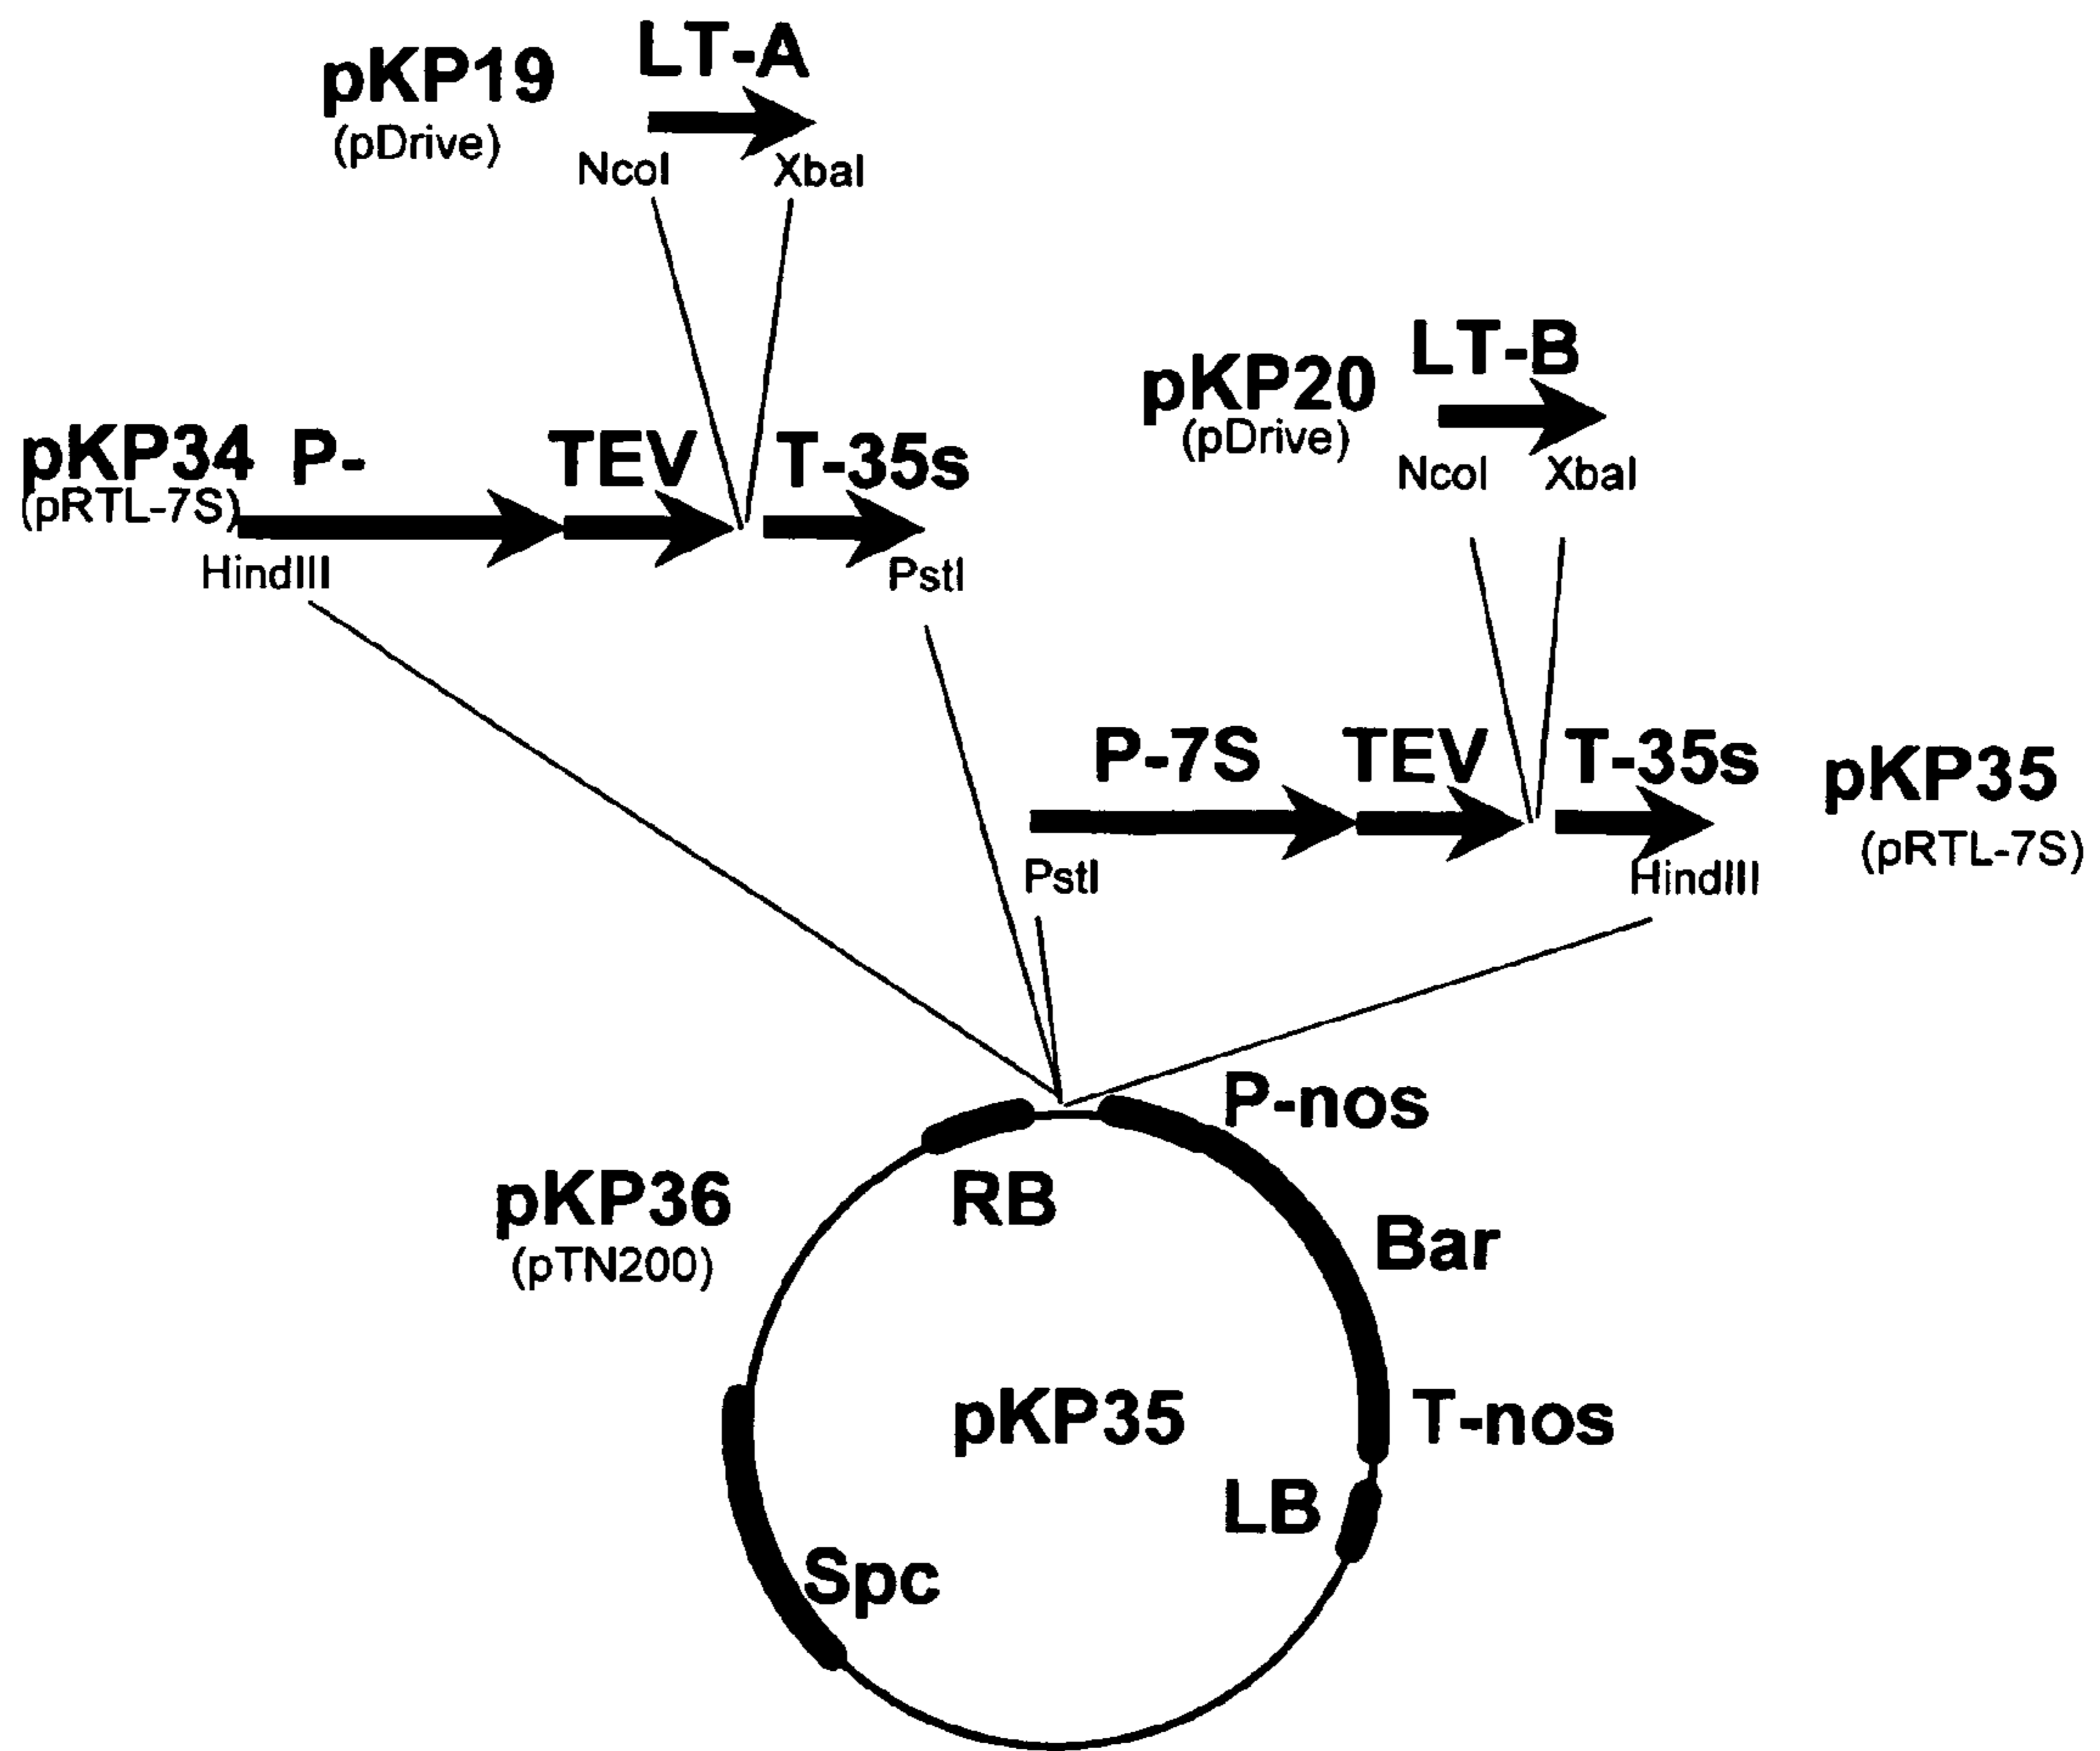 LT-A
pKP19
(pDrive)
NcoI XbaI
LT-B
pKP20
(pDrive)
NcoI XbaI
pKP34 P- TEV T-35s
(pRTL-7S)
HindIII PstI
P-7S TEV T-35s pKP35
(pRTL-7S)
PstI HindIII
P-nos
pKP36 RB
(pTN200)
Bar
pKP35 T-nos
LB
Spc